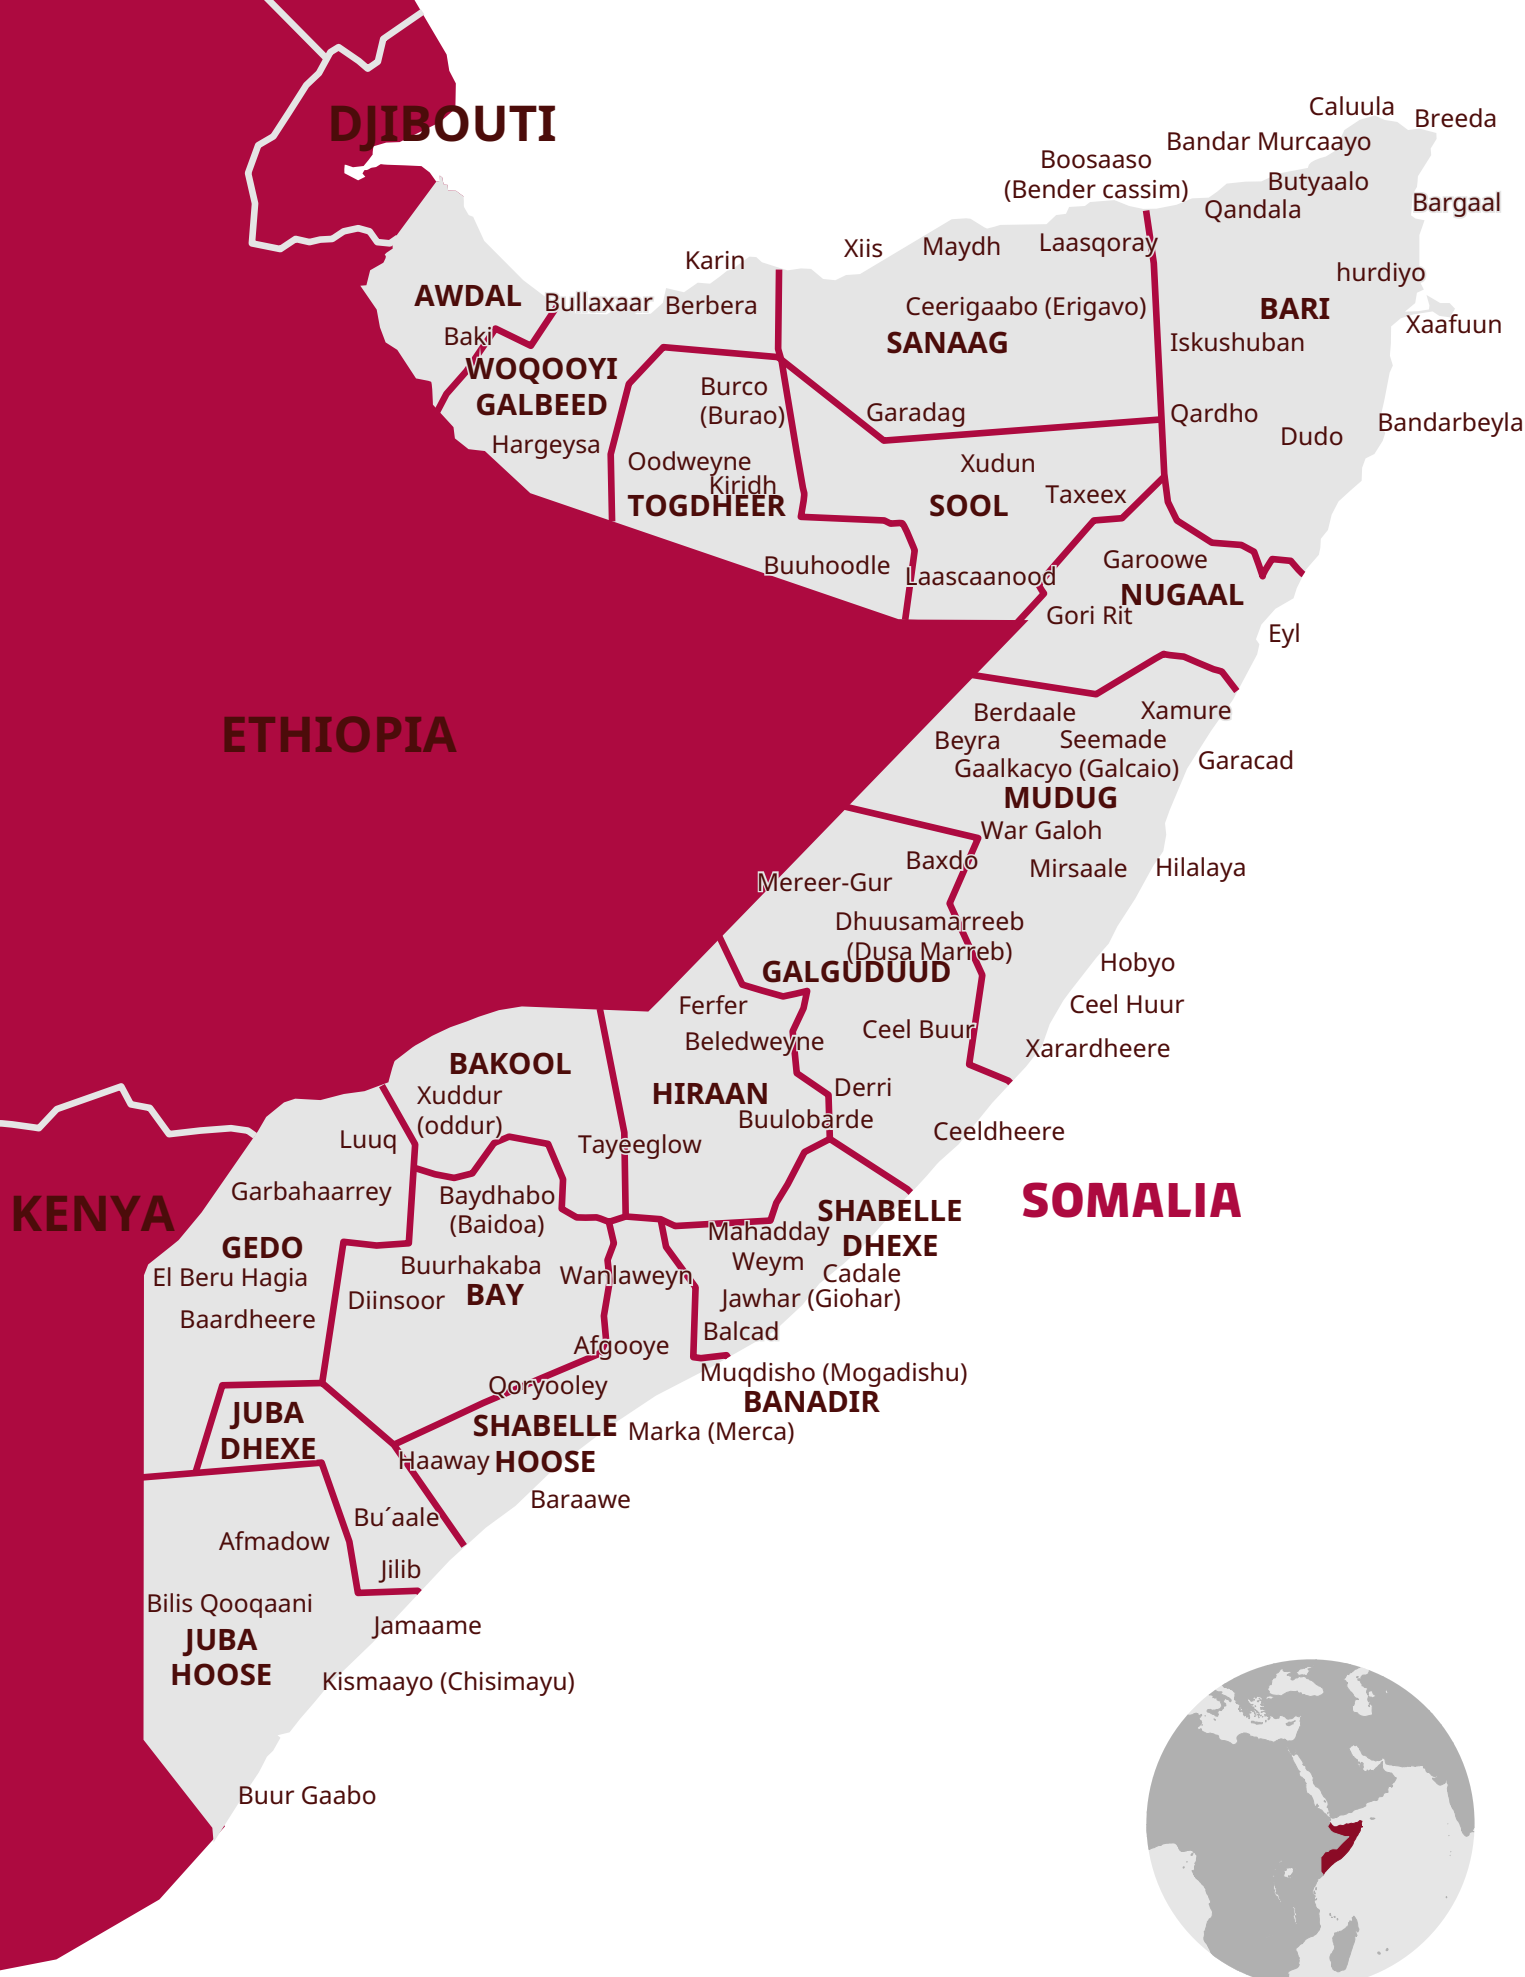 DJIBOUTI
Caluula
Breeda
Bandar Murcaayo
Boosaaso
(Bender cassim)
Butyaalo
Qandala
Bargaal
Karin
Xiis
Maydh
Laasqoray
hurdiyo
AWDAL
Bullaxaar
Berbera
Ceerigaabo (Erigavo)
BARI
Xaafuun
Baki
SANAAG
Iskushuban
WOQOOYI
GALBEED
Burco
(Burao)
Garadag
Qardho
Dudo
Bandarbeyla
Hargeysa
Oodweyne
Kiridh
TOGDHEER
Xudun
Taxeex
SOOL
Buuhoodle
Laascaanood
Garoowe
NUGAAL
Gori Rit
Eyl
ETHIOPIA
Berdaale
Xamure
Beyra
Seemade
Gaalkacyo (Galcaio)
Garacad
MUDUG
War Galoh
Baxdo
Mirsaale
Hilalaya
Mereer-Gur
Dhuusamarreeb
(Dusa Marreb)
GALGUDUUD
Hobyo
Ferfer
Ceel Huur
Beledweyne
Ceel Buur
Xarardheere
BAKOOL
HIRAAN
Derri
Xuddur
(oddur)
Buulobarde
Luuq
Tayeeglow
Ceeldheere
Garbahaarrey
Baydhabo
(Baidoa)
SOMALIA
KENYA
SHABELLE
DHEXE
Mahadday
Weym
GEDO
El Beru Hagia
Buurhakaba
Wanlaweyn
Cadale
BAY
Diinsoor
Jawhar (Giohar)
Baardheere
Balcad
Afgooye
Muqdisho (Mogadishu)
BANADIR
Qoryooley
JUBA
DHEXE
SHABELLE
HOOSE
Marka (Merca)
Haaway
Baraawe
Bu´aale
Afmadow
Jilib
Bilis Qooqaani
Jamaame
JUBA
HOOSE
Kismaayo (Chisimayu)
Buur Gaabo